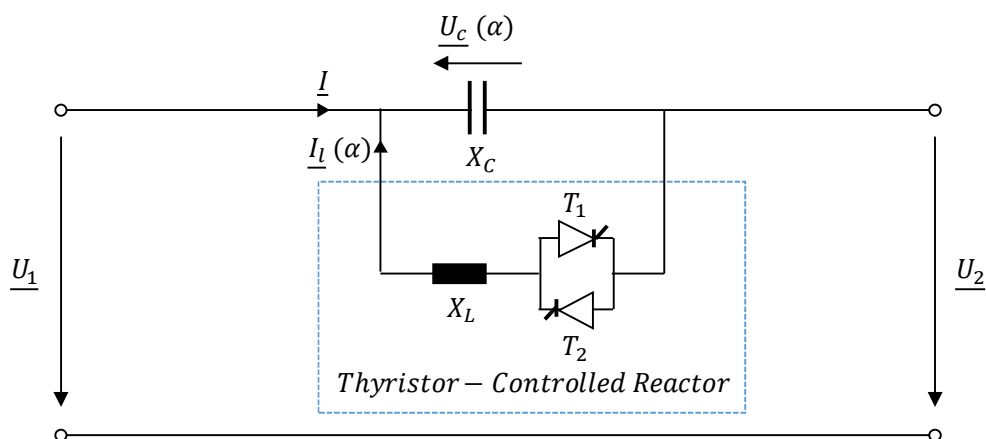 U_c (α)
I
I_l (α)
X_C
T_1
U_1
U_2
X_L
T_2
Thyristor − Controlled Reactor